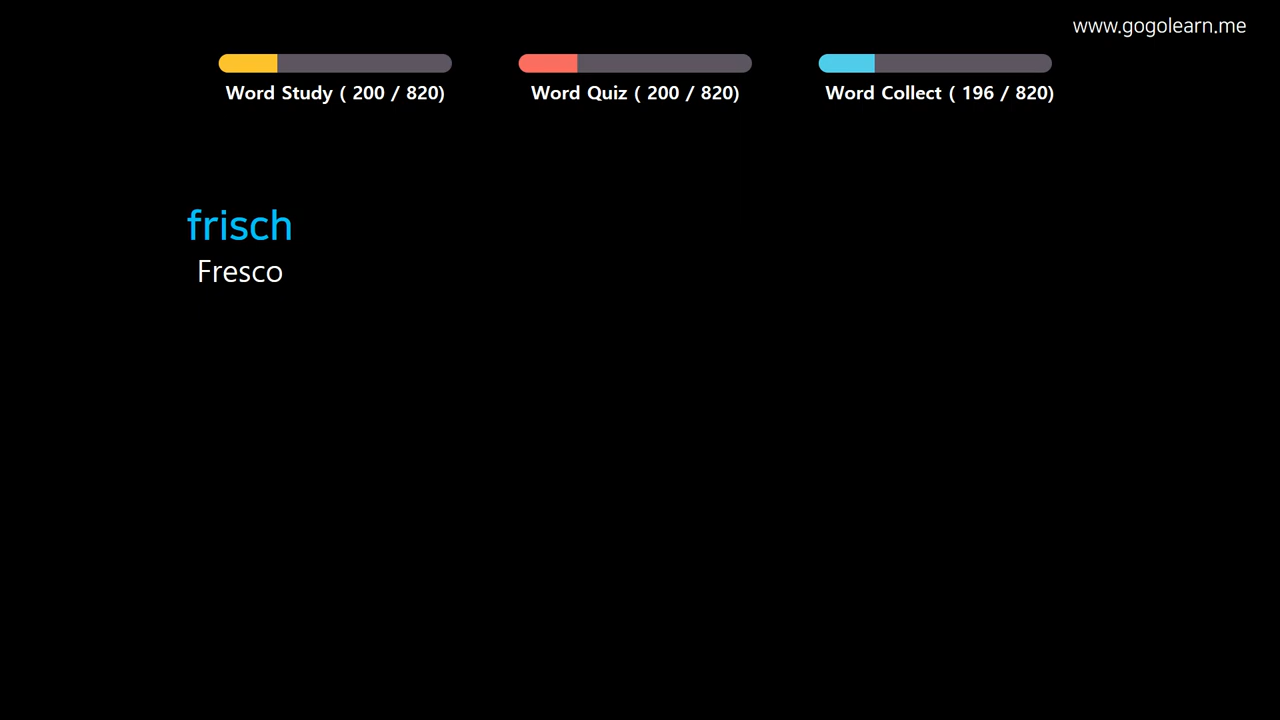 www.gogolearn.me
Word Study ( 200 / 820)
Word Quiz ( 200 / 820)
Word Collect ( 196 / 820)
frisch
Fresco